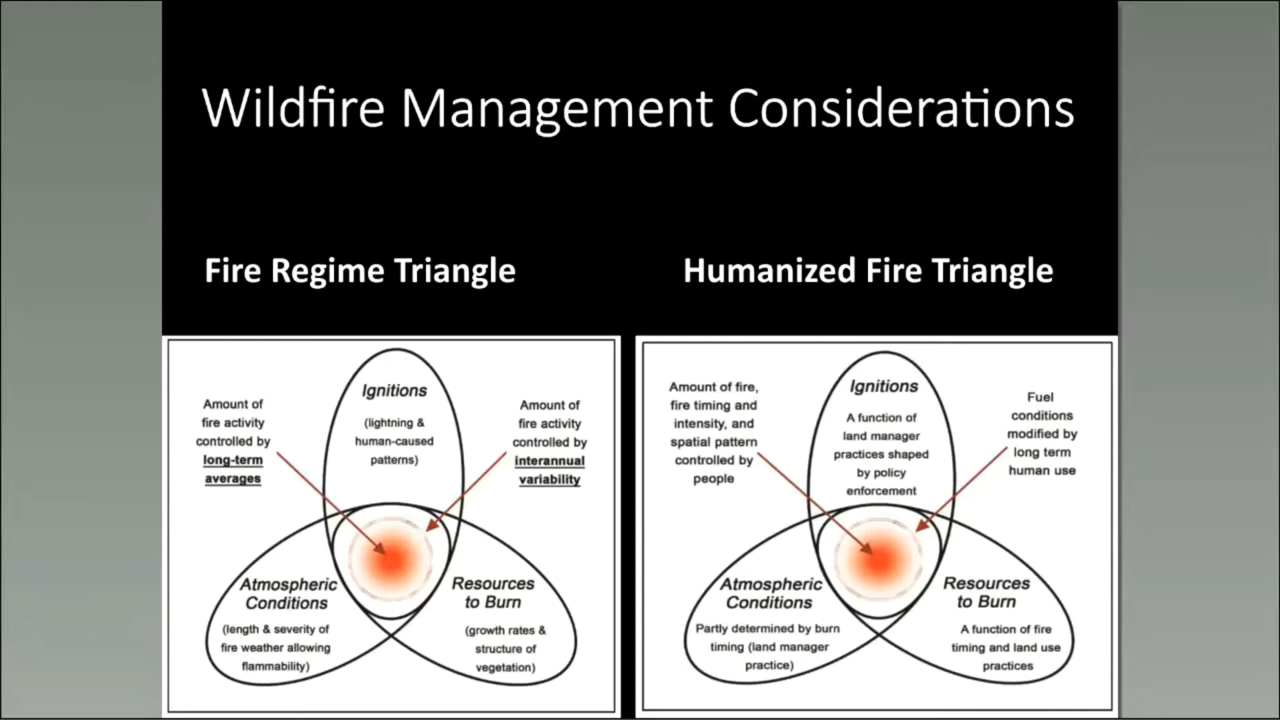 Wildfire Management Considerations
Fire Regime Triangle
Amount of
fire activity
controlled by
long-term
averages
Ignitions
(lightning &
human-caused
patterns)
Amount of
fire activity
controlled by
interannual
variability
Atmospheric
Conditions
(length & severity of
fire weather allowing
flammability)
Resources
to Burn
(growth rates &
structure of
vegetation)
Humanized Fire Triangle
Amount of fire,
fire timing and
intensity, and
spatial pattern
controlled by
people
Ignitions
A function of
land manager
practices shaped
by policy
enforcement
Fuel
conditions
modified by
long term
human use
Atmospheric
Conditions
Partly determined by burn
timing (land manager
practice)
Resources
to Burn
A function of fire
timing and land use
practices